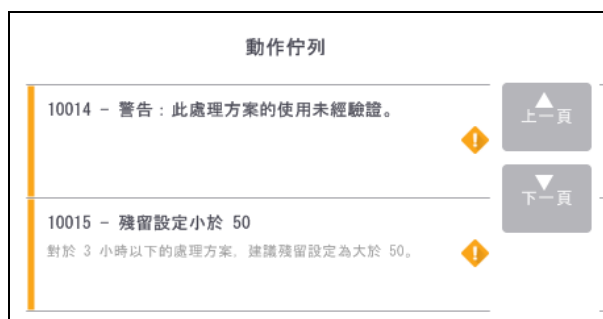 動作佇列
10014 - 警告：此處理方案的使用未經驗證。
上一頁
下一頁
10015 - 殘留設定小於 50
對於 3 小時以下的處理方案，建議殘留設定為大於 50。